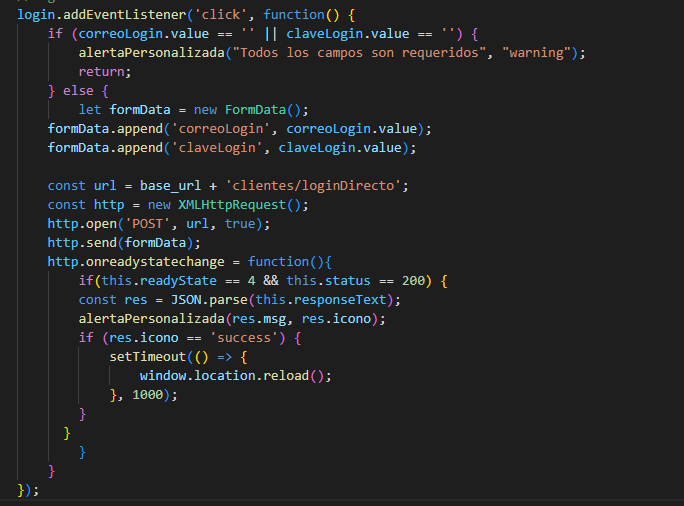 login.addEventListener('click', function() {
    if (correoLogin.value == '' || claveLogin.value == '') {
        alertaPersonalizada("Todos los campos son requeridos", "warning");
        return;
    } else {
        let formData = new FormData();
    formData.append('correoLogin', correoLogin.value);
    formData.append('claveLogin', claveLogin.value);

    const url = base_url + 'clientes/loginDirecto';
    const http = new XMLHttpRequest();
    http.open('POST', url, true);
    http.send(formData);
    http.onreadystatechange = function(){
        if(this.readyState == 4 && this.status == 200) {
        const res = JSON.parse(this.responseText);
        alertaPersonalizada(res.msg, res.icono);
        if (res.icono == 'success') {
            setTimeout(() => {
                window.location.reload();
            }, 1000);
        }
      }
        }
    }
});